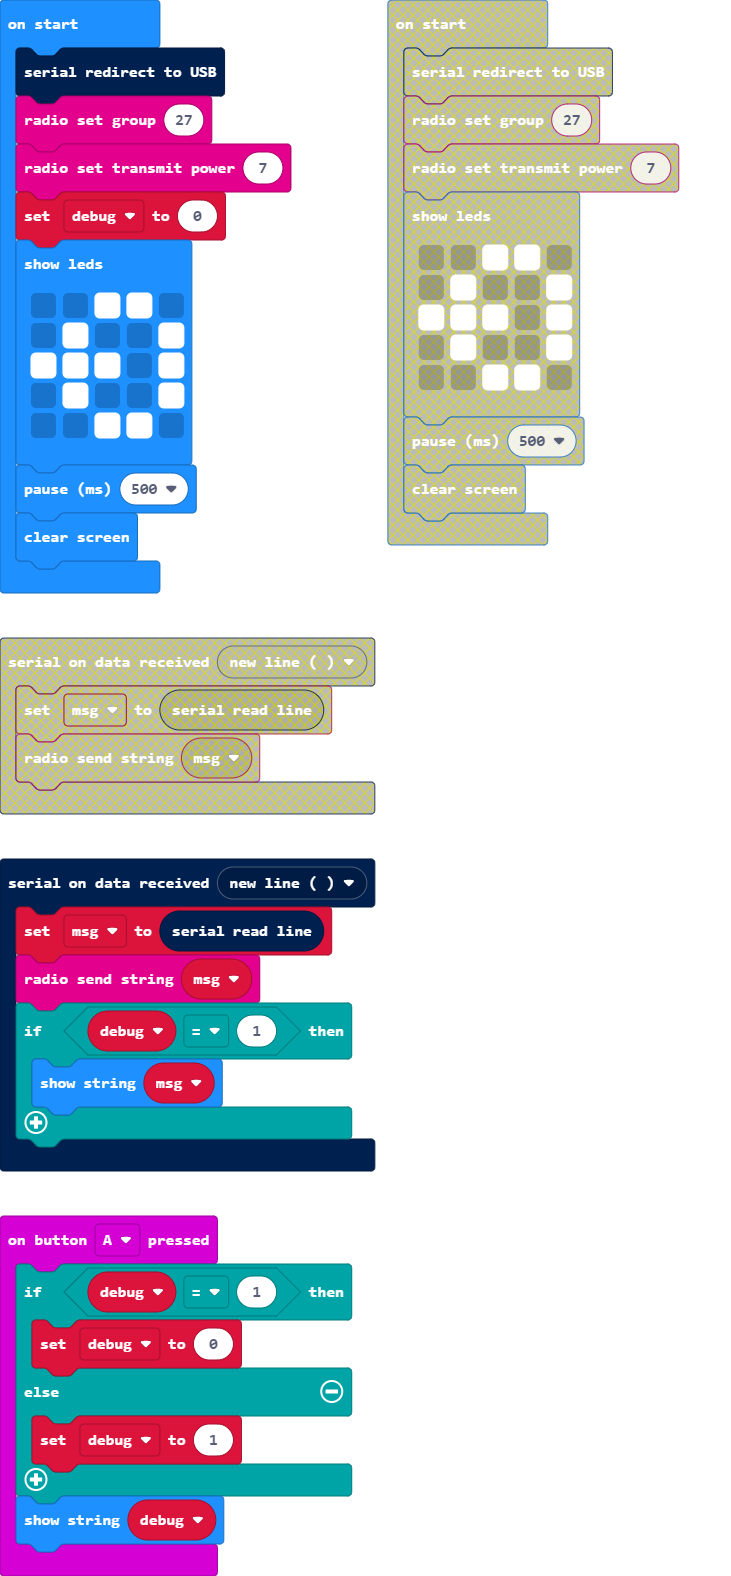 on start
serial redirect to USB
radio set group 27
radio set transmit power 7
set debug to 0
show leds
pause (ms) 500
clear screen
on start
serial redirect to USB
radio set group 27
radio set transmit power 7
show leds
pause (ms) 500
clear screen
serial on data received new line ( )
set msg to serial read line
radio send string msg
serial on data received new line ( )
set msg to serial read line
radio send string msg
if debug = 1 then
show string msg
on button A pressed
if debug = 1 then
set debug to 0
else
set debug to 1
show string debug